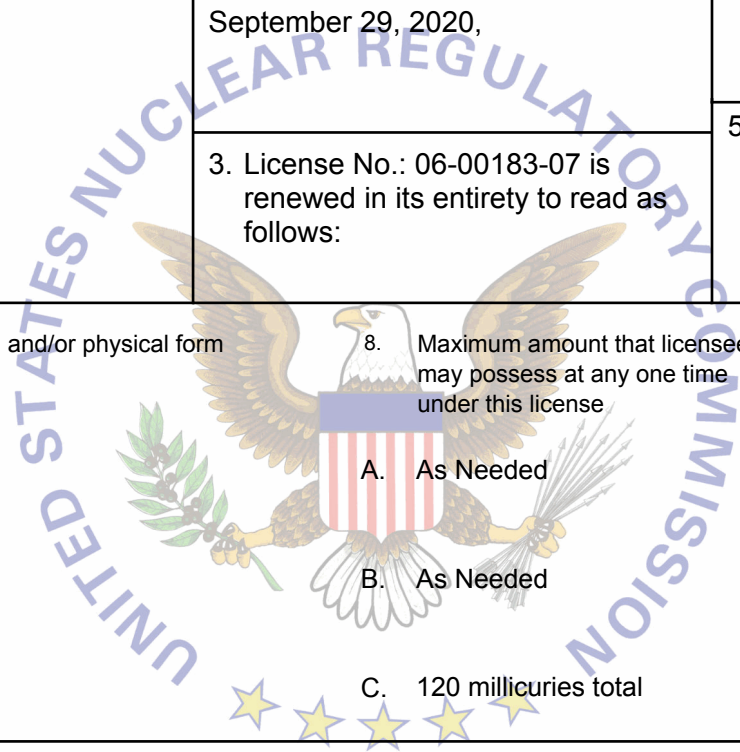 September 29, 2020,
5
3. License No.: 06-00183-07 is
renewed in its entirety to read as
follows:
and/or physical form
8. Maximum amount that licensee
may possess at any one time
under this license
A. As Needed
B. As Needed
C. 120 millicuries total
UNITED STATES NUCLEAR REGULATORY COMMISSION